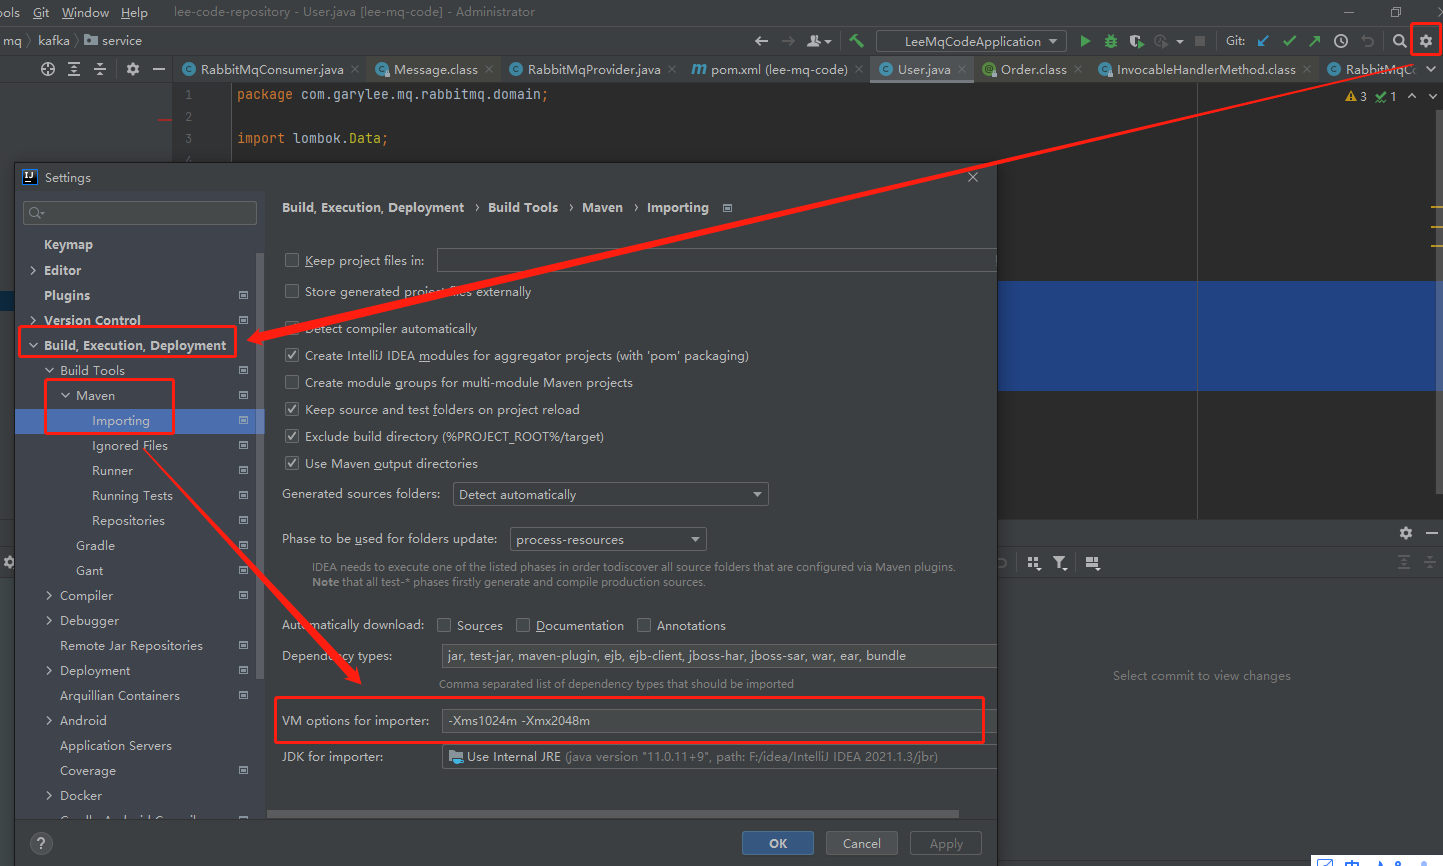 ols Git Window Help lee-code-repository - User.java [lee-mq-code] - Administrator
mq kafka service LeeMqCodeApplication Git:
RabbitMqConsumer.java Message.class RabbitMqProvider.java pom.xml (lee-mq-code) User.java Order.class InvocableHandlerMethod.class RabbitMqCo
1 package com.garylee.mq.rabbitmq.domain; 3 1
2
3 import lombok.Data;
4
Settings
Build, Execution, Deployment › Build Tools › Maven › Importing
Keymap
Editor
Plugins
Version Control
Build, Execution, Deployment
Build Tools
Maven
Importing
Ignored Files
Runner
Running Tests
Repositories
Gradle
Gant
Compiler
Debugger
Remote Jar Repositories
Deployment
Arquillian Containers
Android
Application Servers
Coverage
Docker
Keep project files in:
Store generated project files externally
Detect compiler automatically
Create IntelliJ IDEA modules for aggregator projects (with 'pom' packaging)
Create module groups for multi-module Maven projects
Keep source and test folders on project reload
Exclude build directory (%PROJECT_ROOT%/target)
Use Maven output directories
Generated sources folders: Detect automatically
Phase to be used for folders update: process-resources
IDEA needs to execute one of the listed phases in order todiscover all source folders that are configured via Maven plugins.
Note that all test-* phases firstly generate and compile production sources.
Automatically download: Sources Documentation Annotations
Dependency types: jar, test-jar, maven-plugin, ejb, ejb-client, jboss-har, jboss-sar, war, ear, bundle
Comma separated list of dependency types that should be imported
VM options for importer: -Xms1024m -Xmx2048m
JDK for importer: Use Internal JRE (java version "11.0.11+9", path: F:/idea/IntelliJ IDEA 2021.1.3/jbr)
? OK Cancel Apply
Select commit to view changes